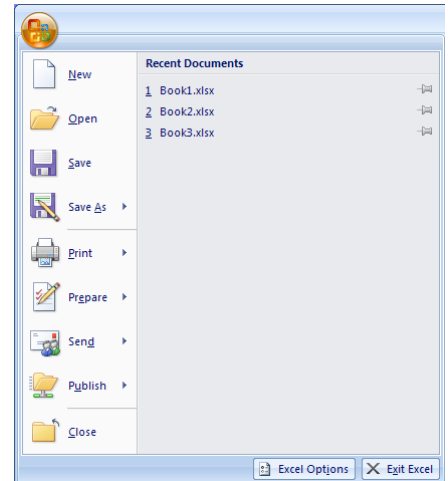 New
Open
Save
Save As
Print
Prepare
Send
Publish
Close
Recent Documents
1 Book1.xlsx
2 Book2.xlsx
3 Book3.xlsx
Excel Options
Exit Excel